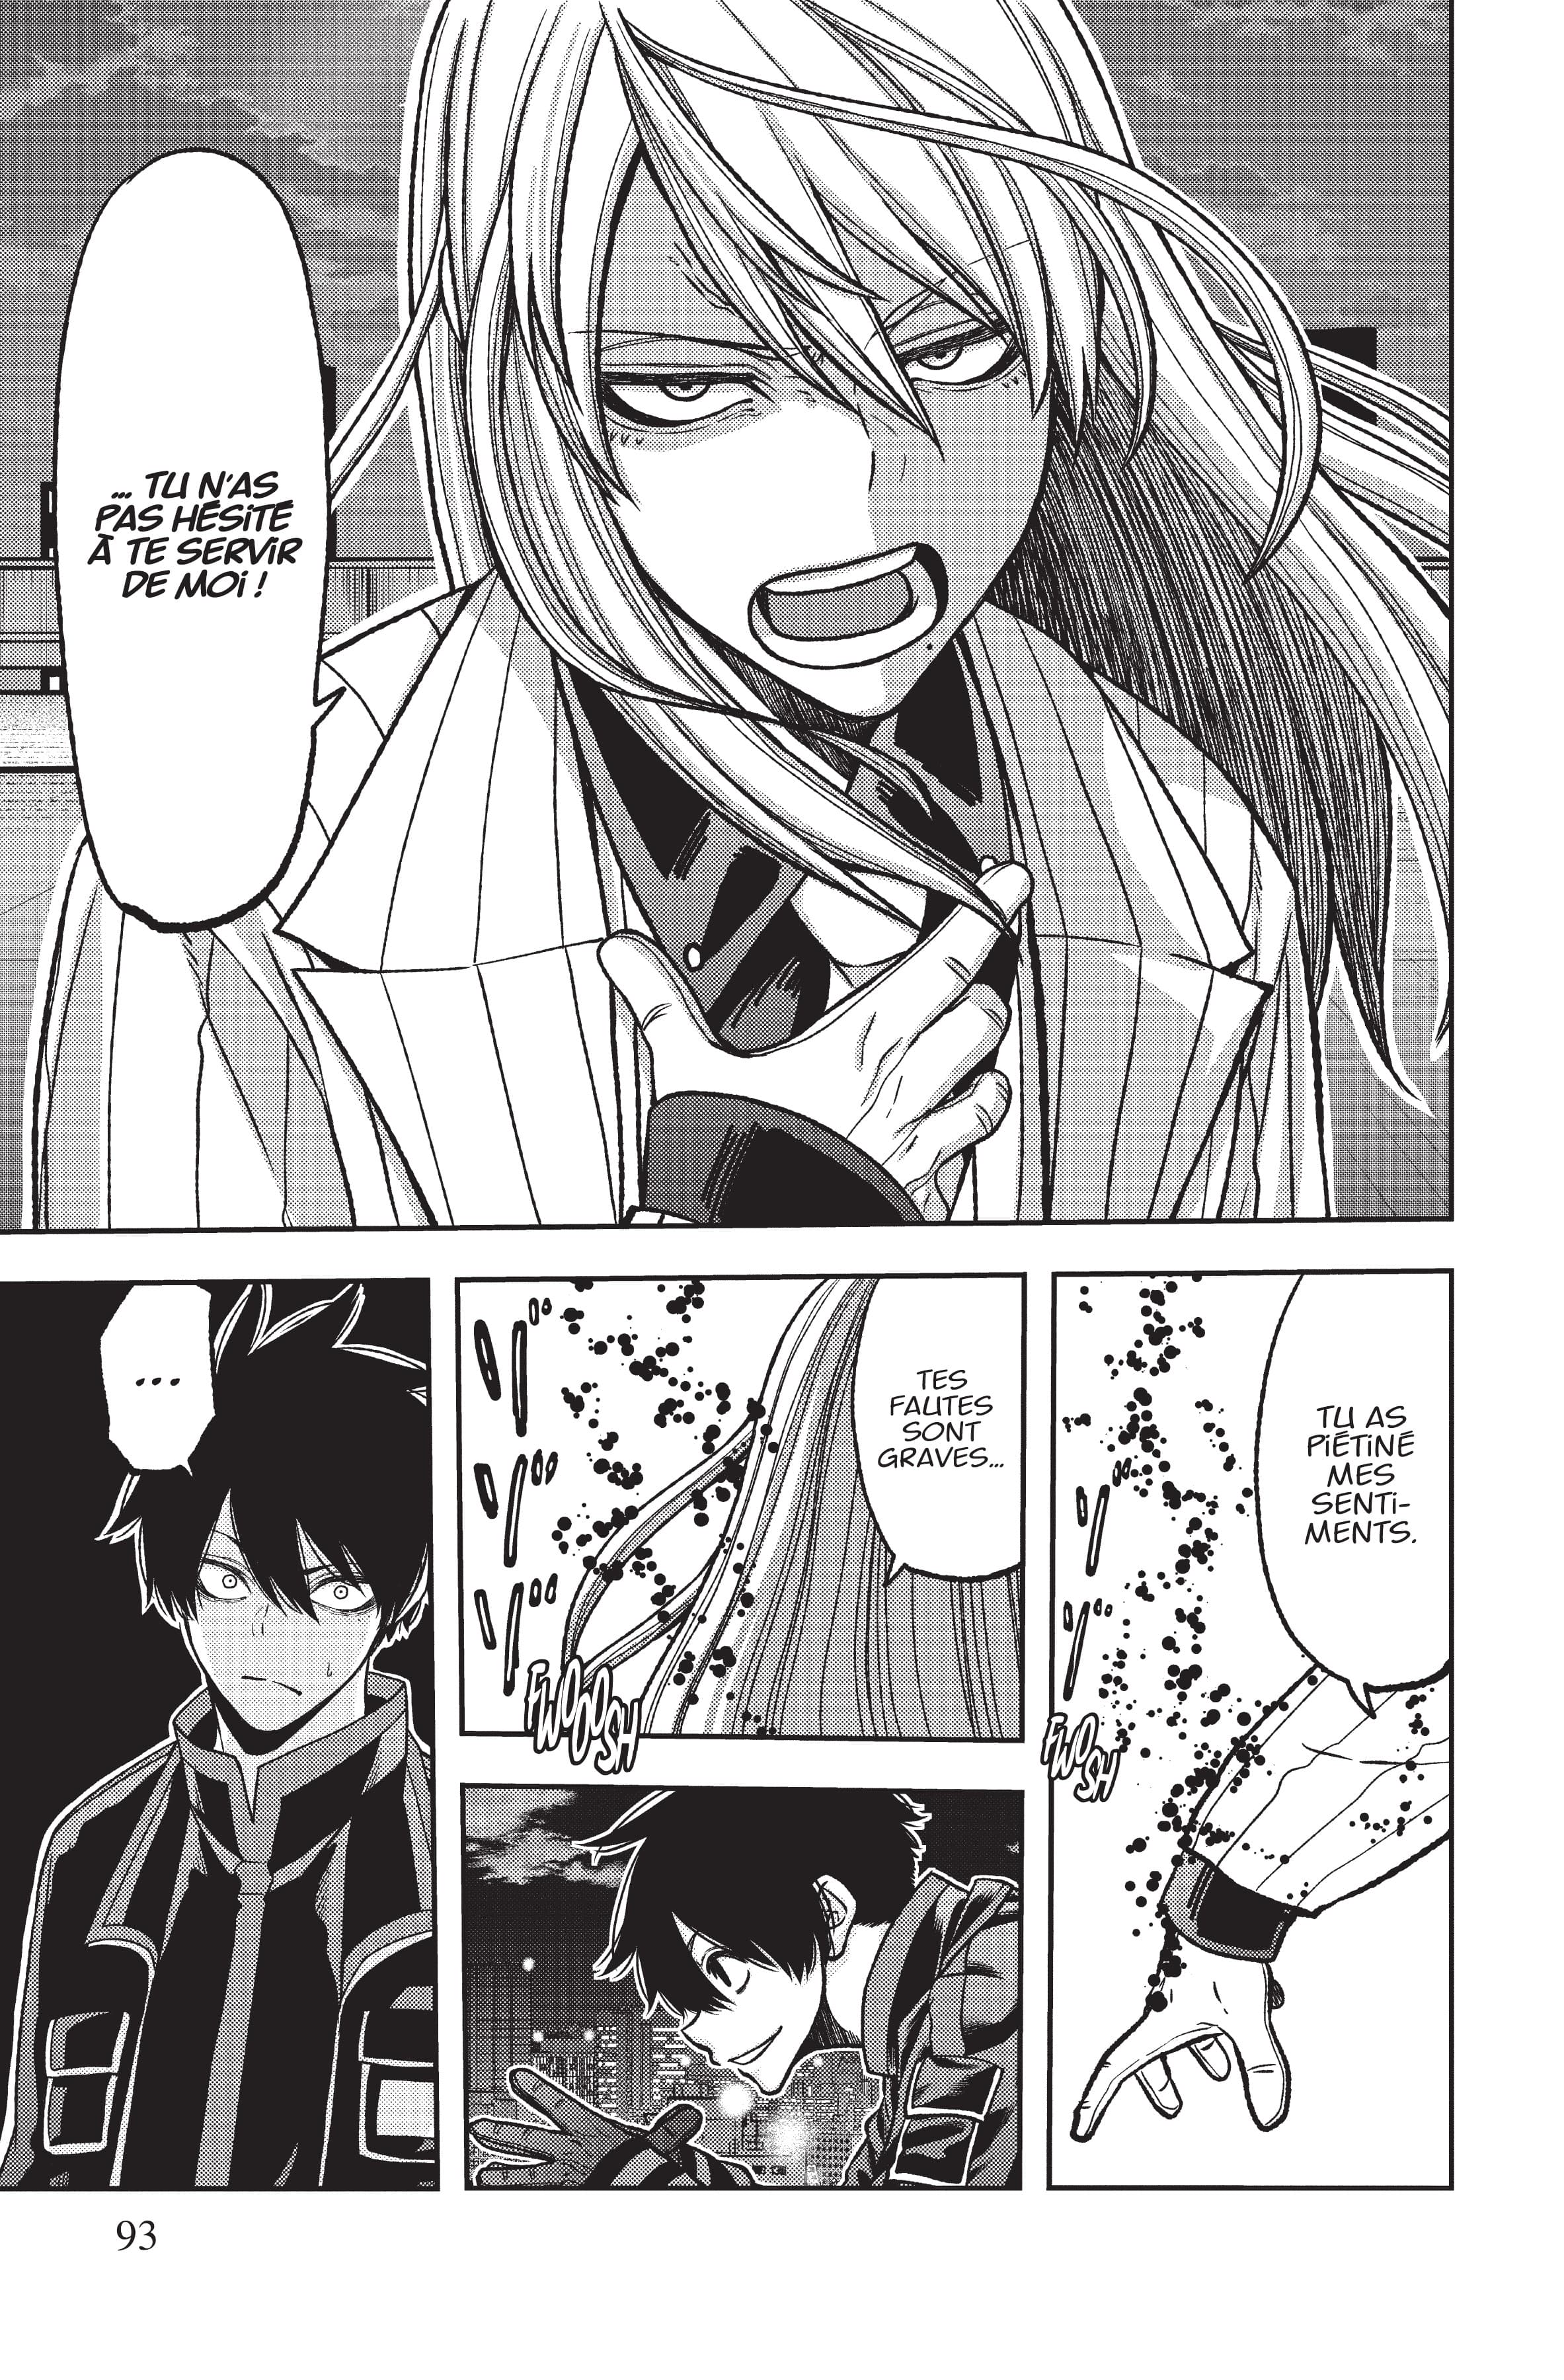 ... TU N'AS
PAS HÉSITÉ
À TE SERVIR
DE MOI !
TU AS
PIÉTINÉ
MES
SENTI-
MENTS.
FWOSH
TES
FAUTES
SONT
GRAVES...
FWOOOSH
...
93